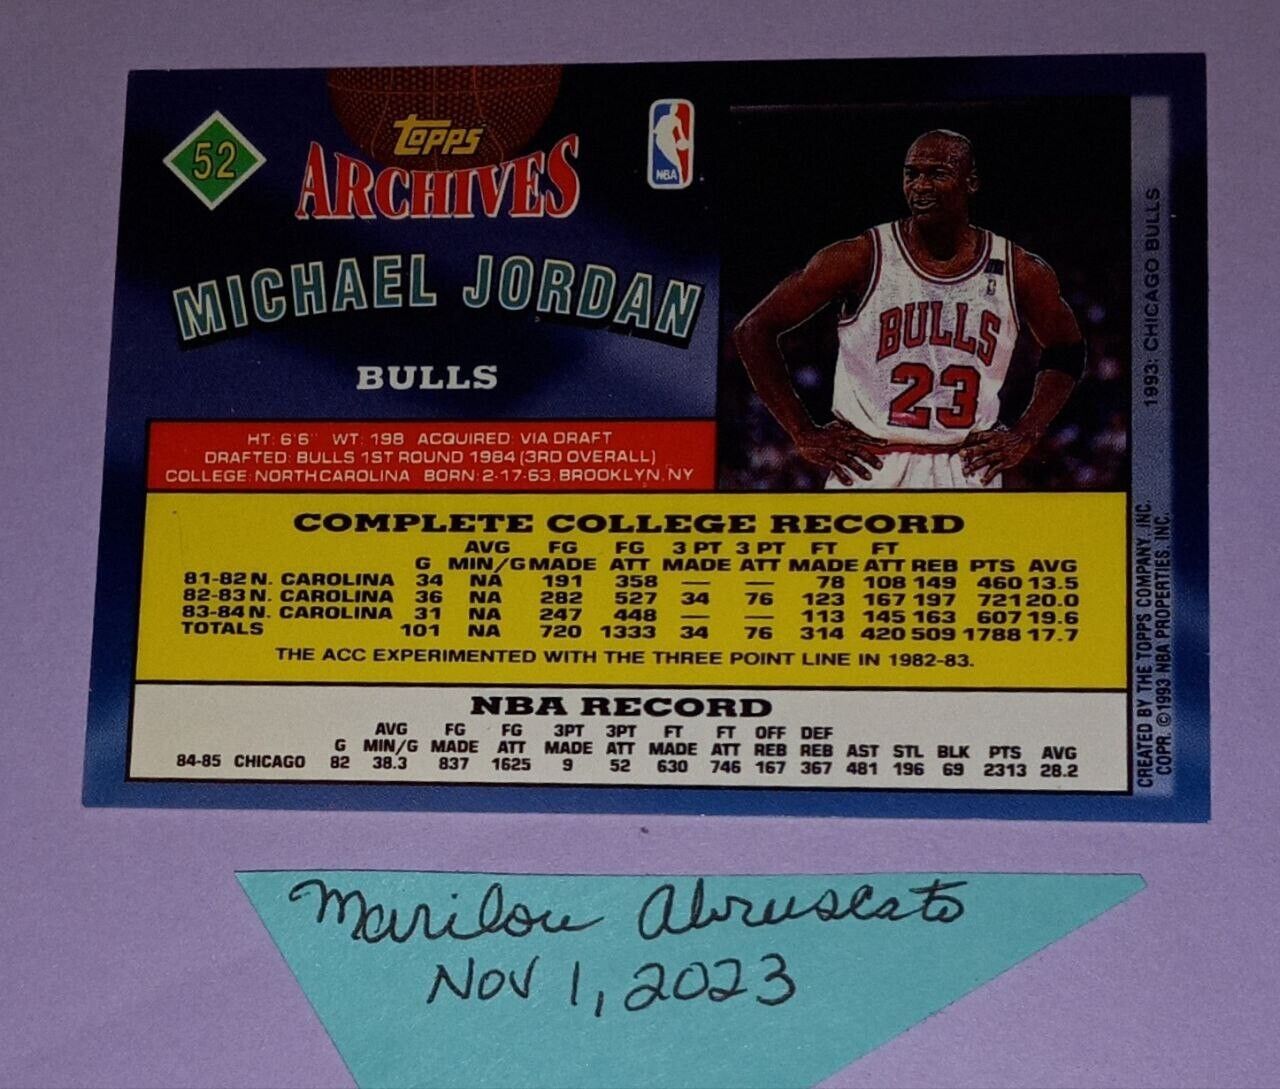 52
TOPPS
ARCHIVES
NBA
MICHAEL JORDAN
BULLS
BULLS
23
HT: 6'6" WT: 198 ACQUIRED: VIA DRAFT
DRAFTED: BULLS 1ST ROUND 1984 (3RD OVERALL)
COLLEGE: NORTH CAROLINA BORN: 2-17-63, BROOKLYN, NY
COMPLETE COLLEGE RECORD
AVG FG FG 3 PT 3 PT FT FT
G MIN/G MADE ATT MADE ATT MADE ATT REB PTS AVG
81-82 N. CAROLINA 34 NA 191 358 — — 78 108 149 460 13.5
82-83 N. CAROLINA 36 NA 282 527 34 76 123 167 197 721 20.0
83-84 N. CAROLINA 31 NA 247 448 — — 113 145 163 607 19.6
TOTALS 101 NA 720 1333 34 76 314 420 509 1788 17.7
THE ACC EXPERIMENTED WITH THE THREE POINT LINE IN 1982-83.
NBA RECORD
AVG FG FG 3PT 3PT FT FT OFF DEF
G MIN/G MADE ATT MADE ATT MADE ATT REB REB AST STL BLK PTS AVG
84-85 CHICAGO 82 38.3 837 1625 9 52 630 746 167 367 481 196 69 2313 28.2
1993: CHICAGO BULLS
CREATED BY THE TOPPS COMPANY, INC.
COPR. ©1993 NBA PROPERTIES, INC.
Marilou Abruscato
Nov 1, 2023